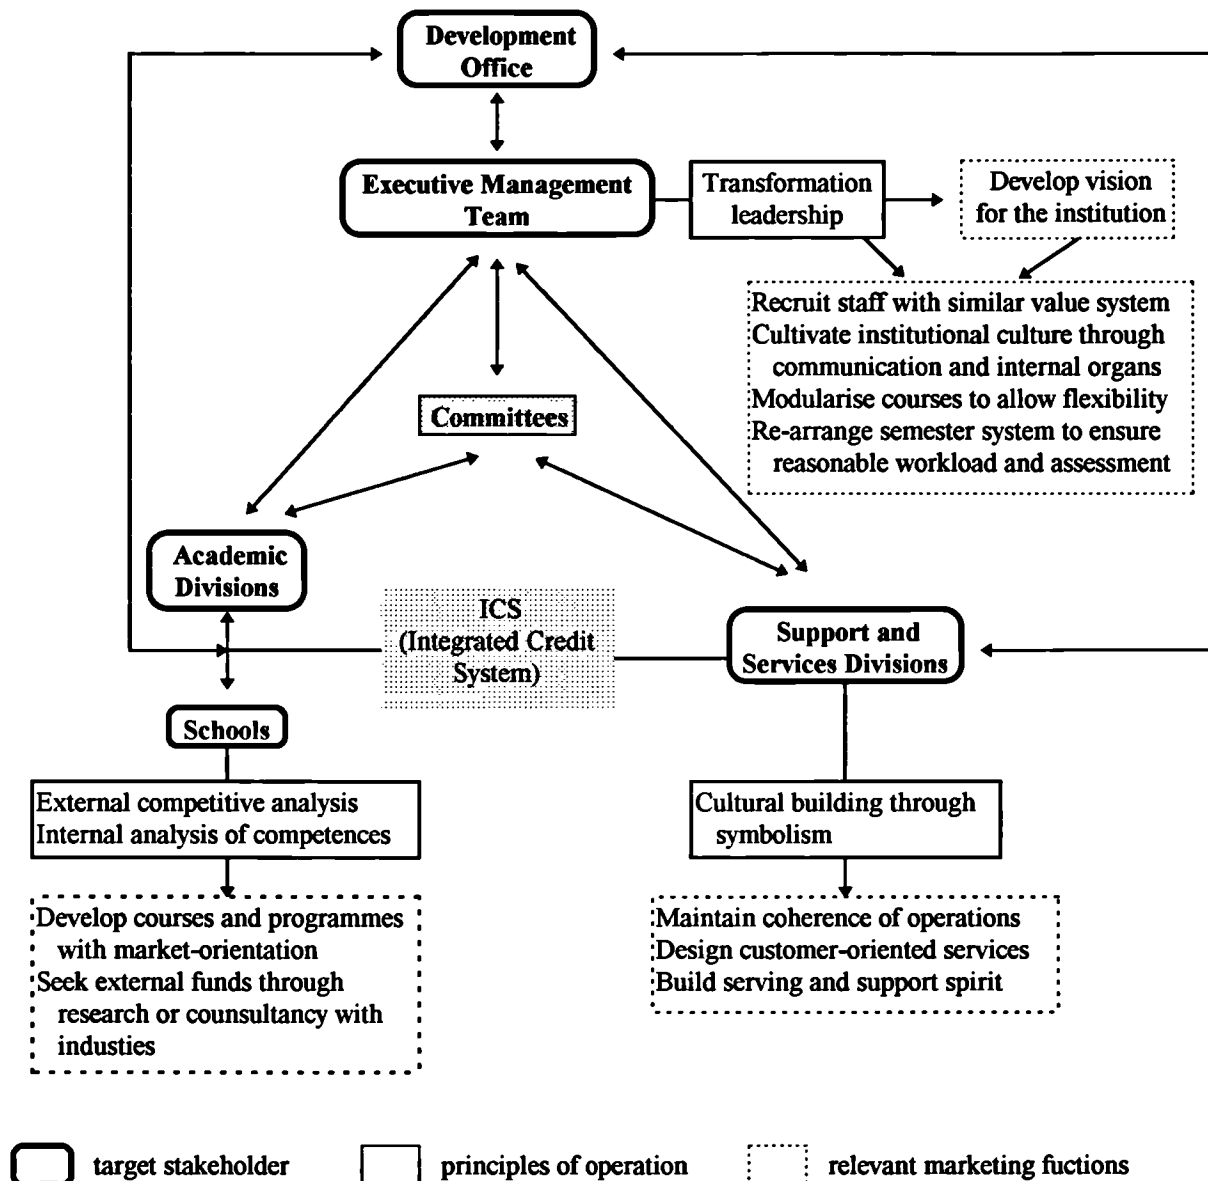 Development
Office
Executive Management
Team
Transformation
leadership
Develop vision
for the institution
Recruit staff with similar value system
Cultivate institutional culture through
communication and internal organs
Modularise courses to allow flexibility
Re-arrange semester system to ensure
reasonable workload and assessment
Committees
Academic
Divisions
ICS
(Integrated Credit
System)
Support and
Services Divisions
Schools
External competitive analysis
Internal analysis of competences
Cultural building through
symbolism
Develop courses and programmes
with market-orientation
Seek external funds through
research or counsultancy with
industies
Maintain coherence of operations
Design customer-oriented services
Build serving and support spirit
target stakeholder
principles of operation
relevant marketing fuctions